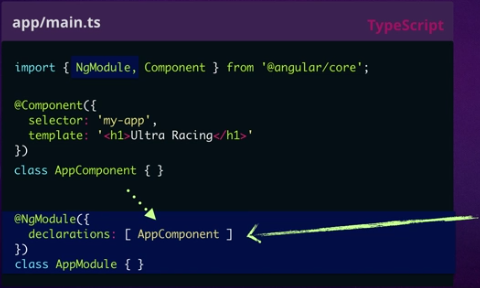 app/main.ts
TypeScript
import { NgModule, Component } from '@angular/core';
@Component({
selector: 'my-app',
template: '<h1>Ultra Racing</h1>'
})
class AppComponent { }
@NgModule({
declarations: [ AppComponent ]
})
class AppModule { }